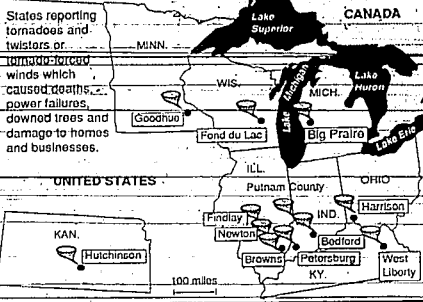 States reporting
tornadoes and
twisters or
tornado-forced
winds which
caused deaths,
power failures,
downed trees and
damage to homes
and businesses.
CANADA
Lake
Superior
MINN.
WIS.
Lake Michigan
MICH.
Lake
Huron
Goodhue
Fond du Lac
Big Praire
Lake Erie
UNITED STATES
ILL.
Putnam County
OHIO
IND.
Harrison
Findlay
Newton
Bedford
KAN.
Hutchinson
Browns
Petersburg
West
Liberty
KY.
100 miles